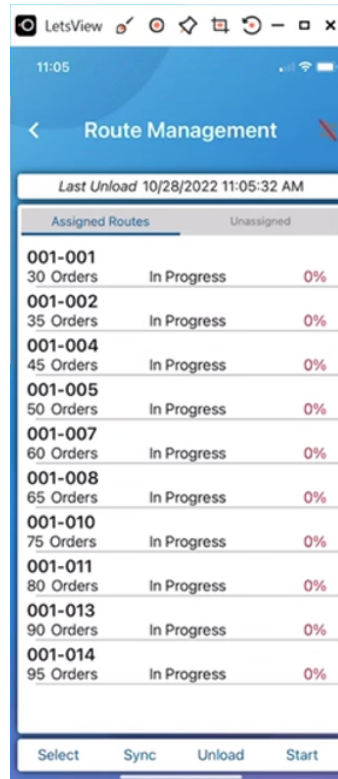 LetsView
11:05
Route Management
Last Unload 10/28/2022 11:05:32 AM
Assigned Routes Unassigned
001-001
30 Orders In Progress 0%
001-002
35 Orders In Progress 0%
001-004
45 Orders In Progress 0%
001-005
50 Orders In Progress 0%
001-007
60 Orders In Progress 0%
001-008
65 Orders In Progress 0%
001-010
75 Orders In Progress 0%
001-011
80 Orders In Progress 0%
001-013
90 Orders In Progress 0%
001-014
95 Orders In Progress 0%
Select Sync Unload Start